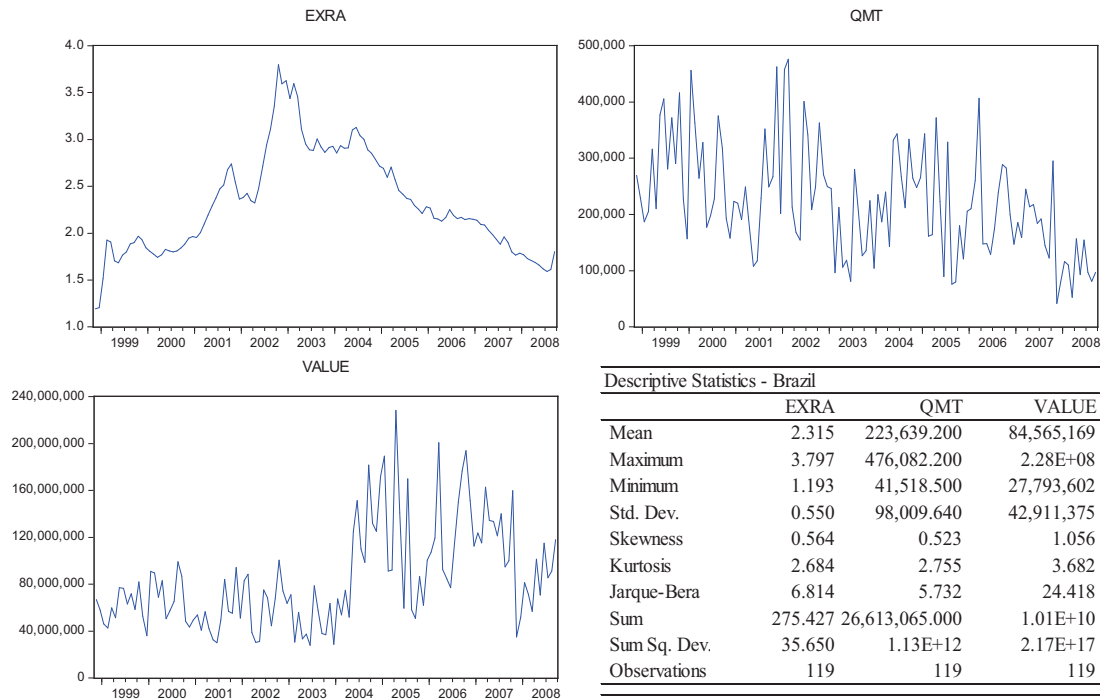 EXRA
4.0
3.5
3.0
2.5
2.0
1.5
1.0
1999 2000 2001 2002 2003 2004 2005 2006 2007 2008
QMT
500,000
400,000
300,000
200,000
100,000
0
1999 2000 2001 2002 2003 2004 2005 2006 2007 2008
VALUE
240,000,000
200,000,000
160,000,000
120,000,000
80,000,000
40,000,000
0
1999 2000 2001 2002 2003 2004 2005 2006 2007 2008
Descriptive Statistics - Brazil
EXRA QMT VALUE
Mean 2.315 223,639.200 84,565,169
Maximum 3.797 476,082.200 2.28E+08
Minimum 1.193 41,518.500 27,793,602
Std. Dev. 0.550 98,009.640 42,911,375
Skewness 0.564 0.523 1.056
Kurtosis 2.684 2.755 3.682
Jarque-Bera 6.814 5.732 24.418
Sum 275.427 26,613,065.000 1.01E+10
Sum Sq. Dev. 35.650 1.13E+12 2.17E+17
Observations 119 119 119